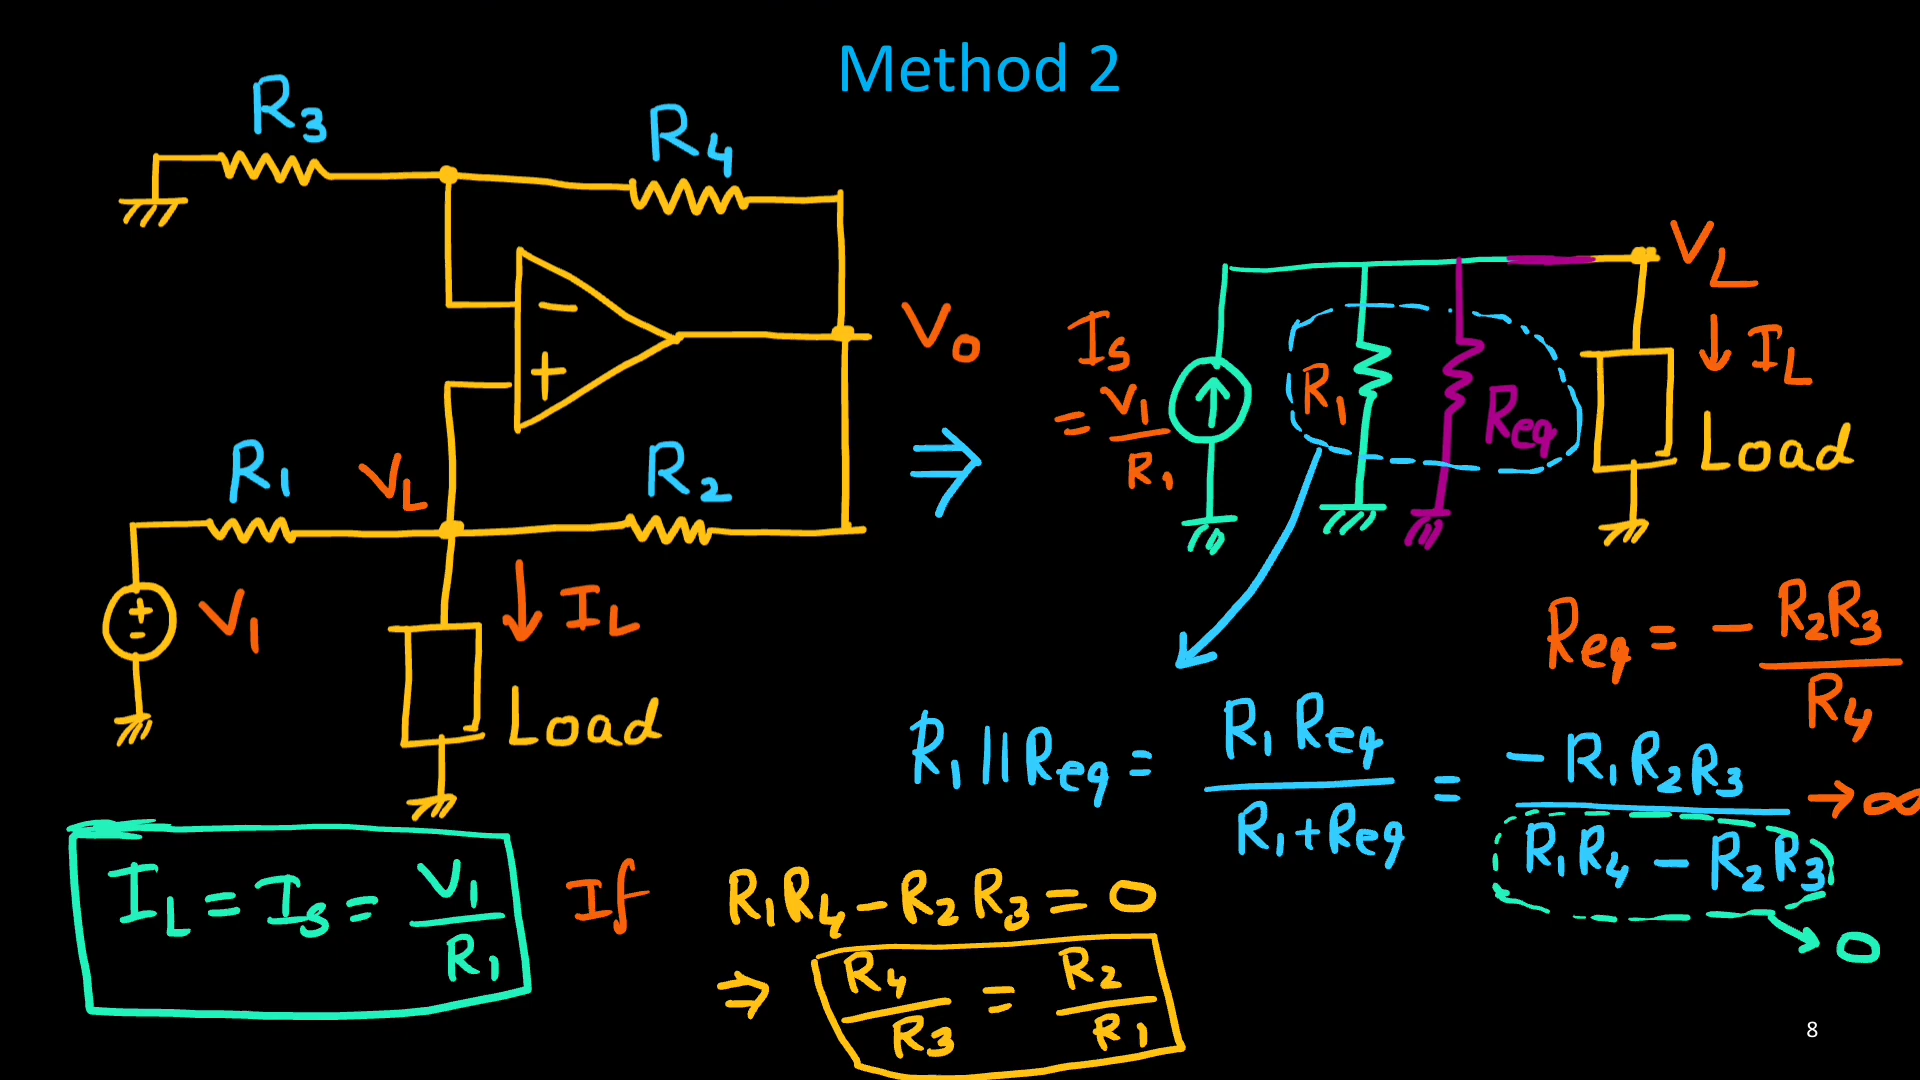 Method 2
R3
R4
−
+
Vo
R1
VL
R2
+
-
V1
IL
Load
⇒
Is
= V1/R1
R1
Req
VL
IL
Load
Req = - R2R3/R4
R1 || Req = R1 Req/(R1+Req) = -R1R2R3/(R1R4 - R2R3) → ∞
→ 0
IL = Is = V1/R1 If R1R4 - R2R3 = 0
⇒ R4/R3 = R2/R1
8